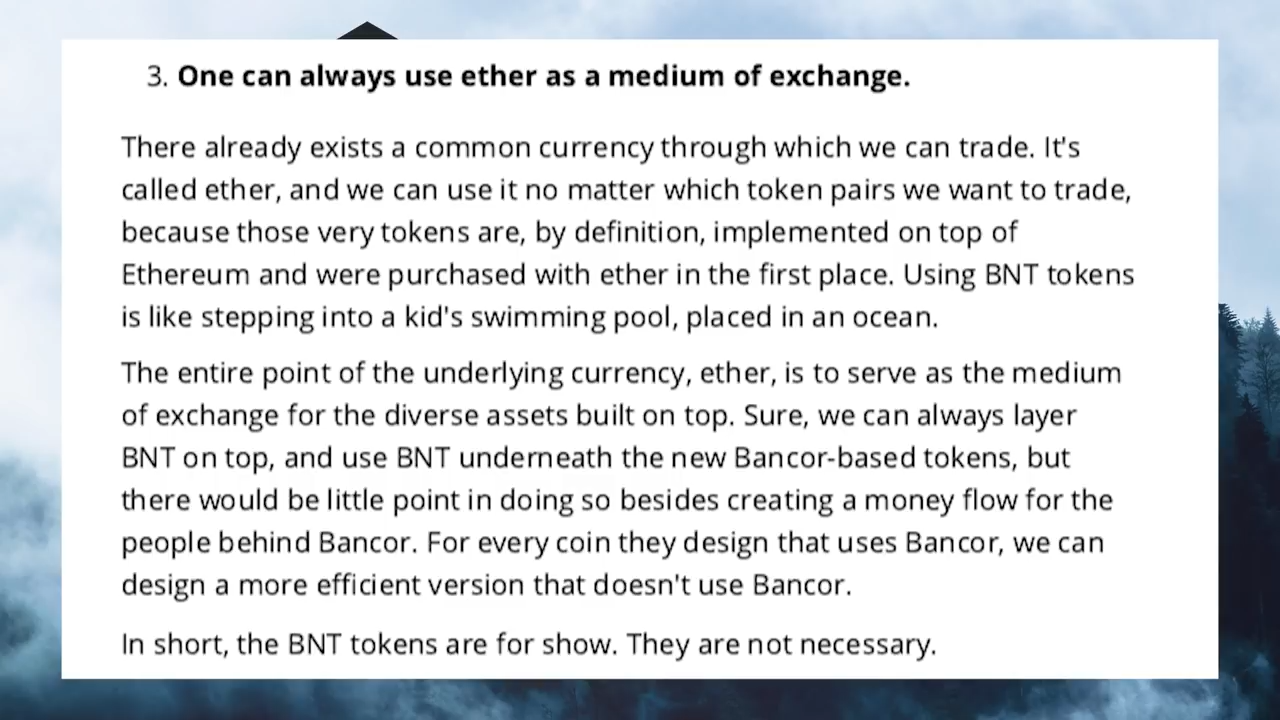 3. One can always use ether as a medium of exchange.
There already exists a common currency through which we can trade. It's
called ether, and we can use it no matter which token pairs we want to trade,
because those very tokens are, by definition, implemented on top of
Ethereum and were purchased with ether in the first place. Using BNT tokens
is like stepping into a kid's swimming pool, placed in an ocean.
The entire point of the underlying currency, ether, is to serve as the medium
of exchange for the diverse assets built on top. Sure, we can always layer
BNT on top, and use BNT underneath the new Bancor-based tokens, but
there would be little point in doing so besides creating a money flow for the
people behind Bancor. For every coin they design that uses Bancor, we can
design a more efficient version that doesn't use Bancor.
In short, the BNT tokens are for show. They are not necessary.